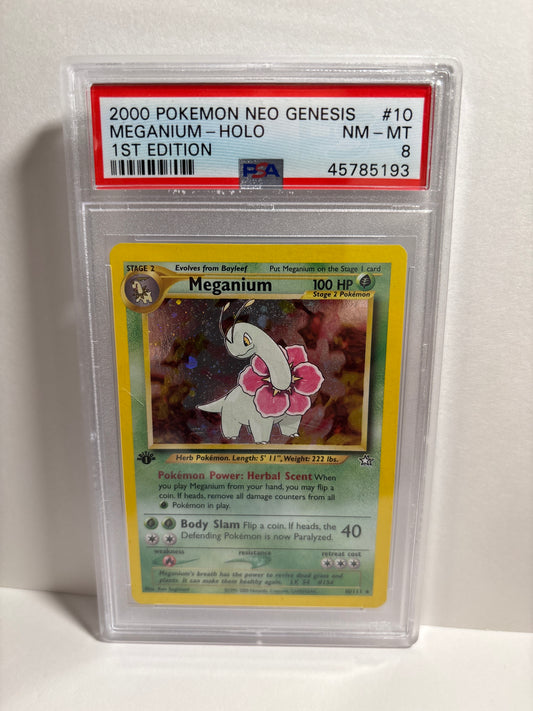 2000 POKEMON NEO GENESIS #10
MEGANIUM - HOLO NM - MT
1ST EDITION 8
PSA 45785193
STAGE 2 Evolves from Bayleef Put Meganium on the Stage 1 card
Meganium 100 HP
Stage 2 Pokémon
Herb Pokémon. Length: 5' 11", Weight: 222 lbs.
Pokémon Power: Herbal Scent When
you play Meganium from your hand, you may flip a
coin. If heads, remove all damage counters from all
Pokémon in play.
Body Slam Flip a coin. If heads, the
Defending Pokémon is now Paralyzed. 40
weakness resistance retreat cost
Meganium's breath has the power to revive dead grass and
plants. It can make them healthy again. LV. 54 #154
10/111